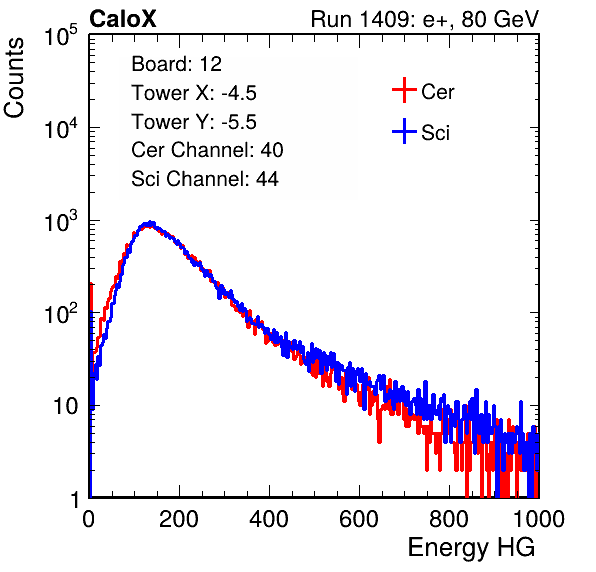 CaloX Run 1409: e+, 80 GeV
Board: 12
Tower X: -4.5
Tower Y: -5.5
Cer Channel: 40
Sci Channel: 44
Cer
Sci
Counts
10^5
10^4
10^3
10^2
10
1
0 200 400 600 800 1000
Energy HG